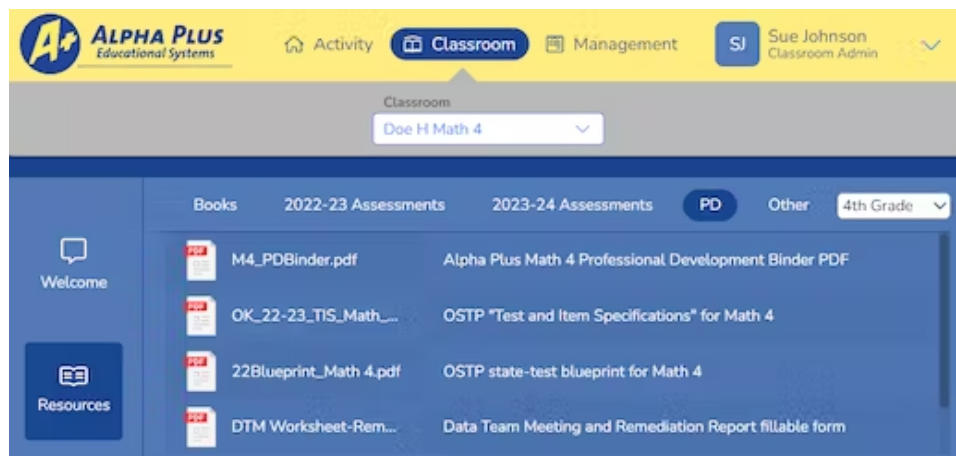 A+ ALPHA PLUS
Educational Systems
Activity Classroom Management
SJ Sue Johnson
Classroom Admin
Classroom
Doe H Math 4
Books 2022-23 Assessments 2023-24 Assessments PD Other 4th Grade
Welcome
Resources
PDF M4_PDBinder.pdf Alpha Plus Math 4 Professional Development Binder PDF
PDF OK_22-23_TIS_Math_... OSTP "Test and Item Specifications" for Math 4
PDF 22Blueprint_Math 4.pdf OSTP state-test blueprint for Math 4
PDF DTM Worksheet-Rem... Data Team Meeting and Remediation Report fillable form